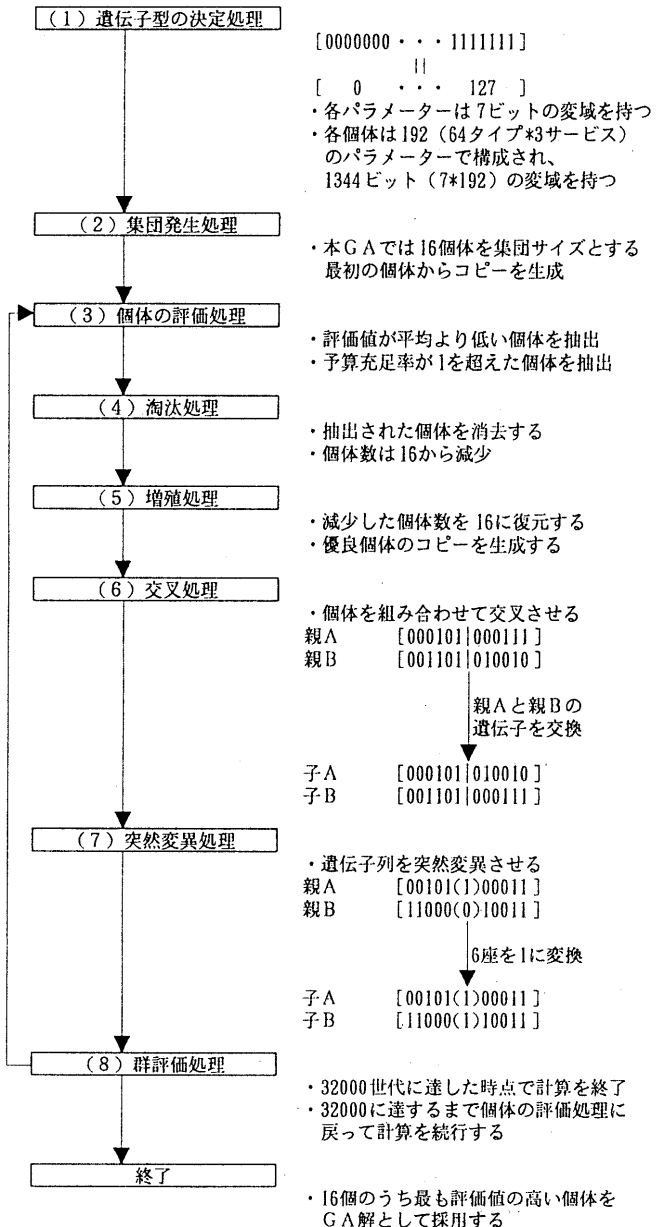 (1)遺伝子型の決定処理
[0000000・・・1111111]
||
[ 0 ・・・ 127 ]
・各パラメーターは7ビットの変域を持つ
・各個体は192(64タイプ*3サービス)
のパラメーターで構成され、
1344ビット(7*192)の変域を持つ
(2)集団発生処理
・本GAでは16個体を集団サイズとする
最初の個体からコピーを生成
(3)個体の評価処理
・評価値が平均より低い個体を抽出
・予算充足率が1を超えた個体を抽出
(4)淘汰処理
・抽出された個体を消去する
・個体数は16から減少
(5)増殖処理
・減少した個体数を16に復元する
・優良個体のコピーを生成する
(6)交叉処理
・個体を組み合わせて交叉させる
親A [000101|000111]
親B [001101|010010]
親Aと親Bの
遺伝子を交換
子A [000101|010010]
子B [001101|000111]
(7)突然変異処理
・遺伝子列を突然変異させる
親A [00101(1)00011]
親B [11000(0)10011]
6座を1に変換
子A [00101(1)00011]
子B [11000(1)10011]
(8)群評価処理
・32000世代に達した時点で計算を終了
・32000に達するまで個体の評価処理に
戻って計算を続行する
終了
・16個のうち最も評価値の高い個体を
GA解として採用する